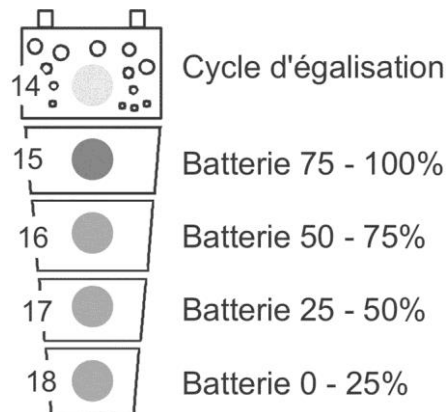 14 Cycle d'égalisation
15 Batterie 75 - 100%
16 Batterie 50 - 75%
17 Batterie 25 - 50%
18 Batterie 0 - 25%